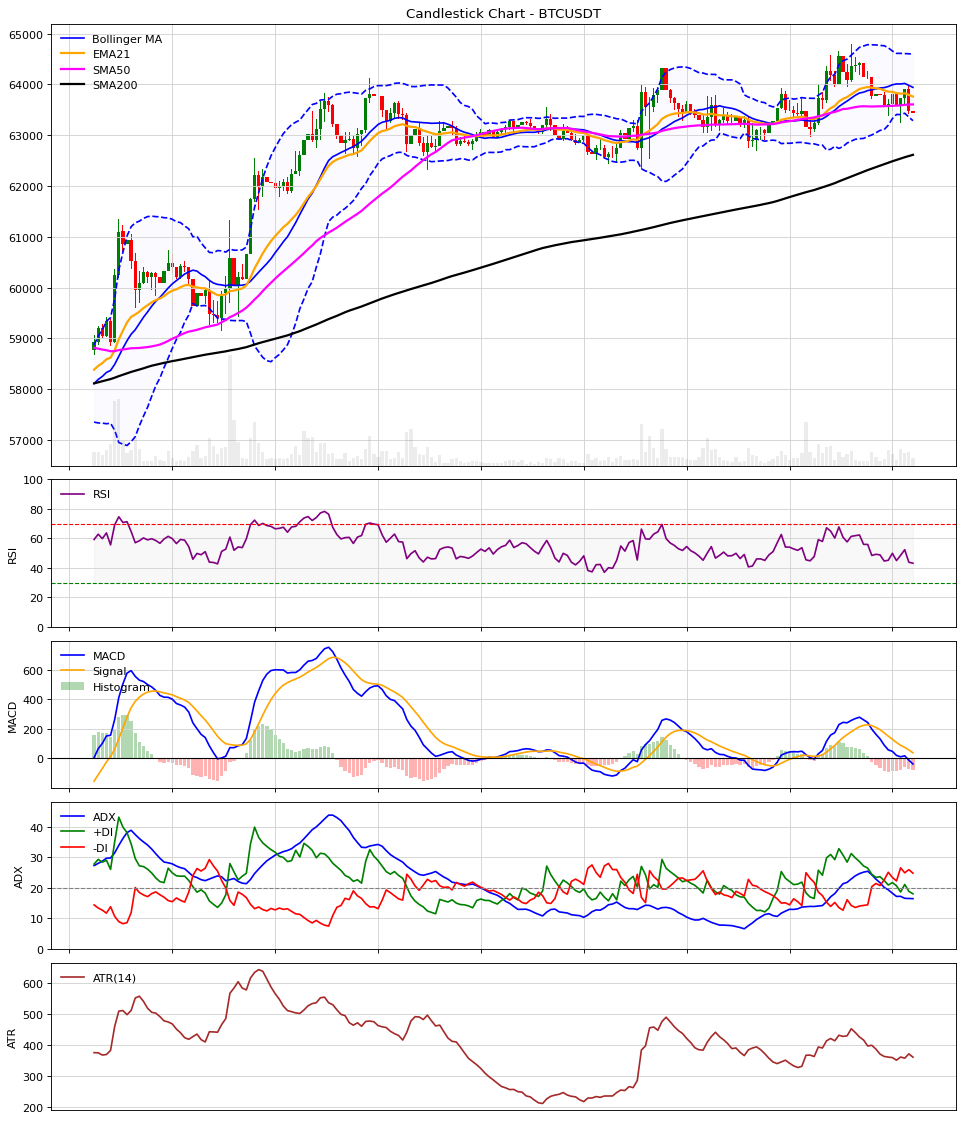 Candlestick Chart - BTCUSDT
65000
64000
63000
62000
61000
60000
59000
58000
57000
Bollinger MA
EMA21
SMA50
SMA200
100
80
60
40
20
0
RSI
RSI
600
400
200
0
MACD
MACD
Signal
Histogram
40
30
20
10
0
ADX
ADX
+DI
-DI
600
500
400
300
200
ATR
ATR(14)